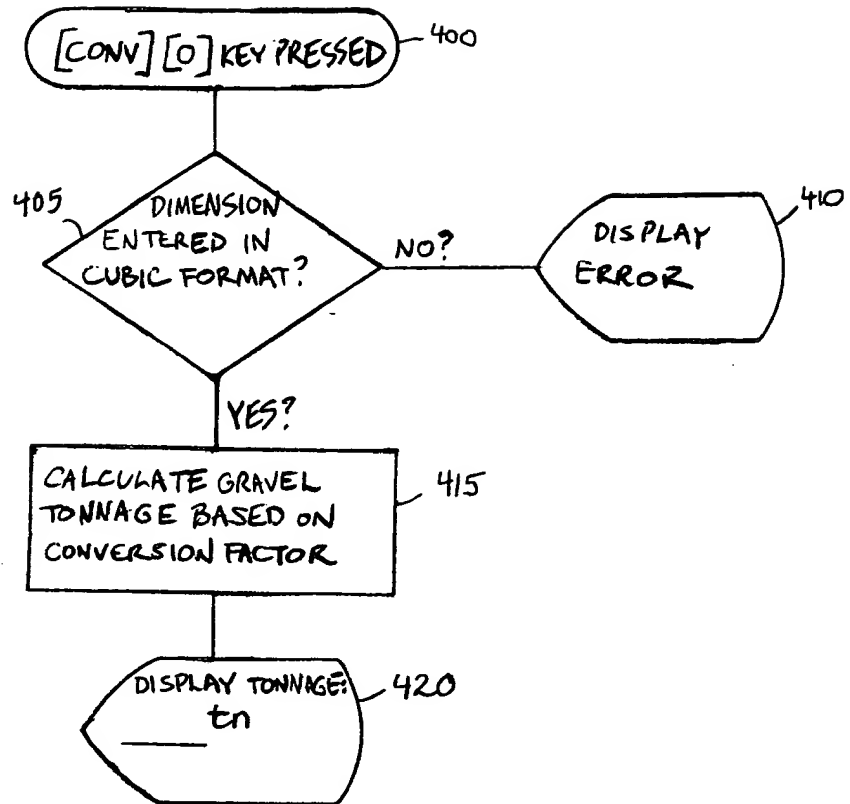 [CONV][0] KEY PRESSED
400
405
DIMENSION
ENTERED IN
CUBIC FORMAT?
NO?
DISPLAY
ERROR
410
YES?
CALCULATE GRAVEL
TONNAGE BASED ON
CONVERSION FACTOR
415
DISPLAY TONNAGE:
____ tn
420